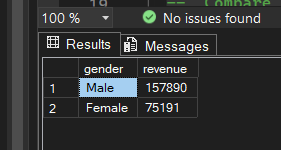 19
== Compare
100 %
No issues found
Results
Messages
gender revenue
1 Male 157890
2 Female 75191